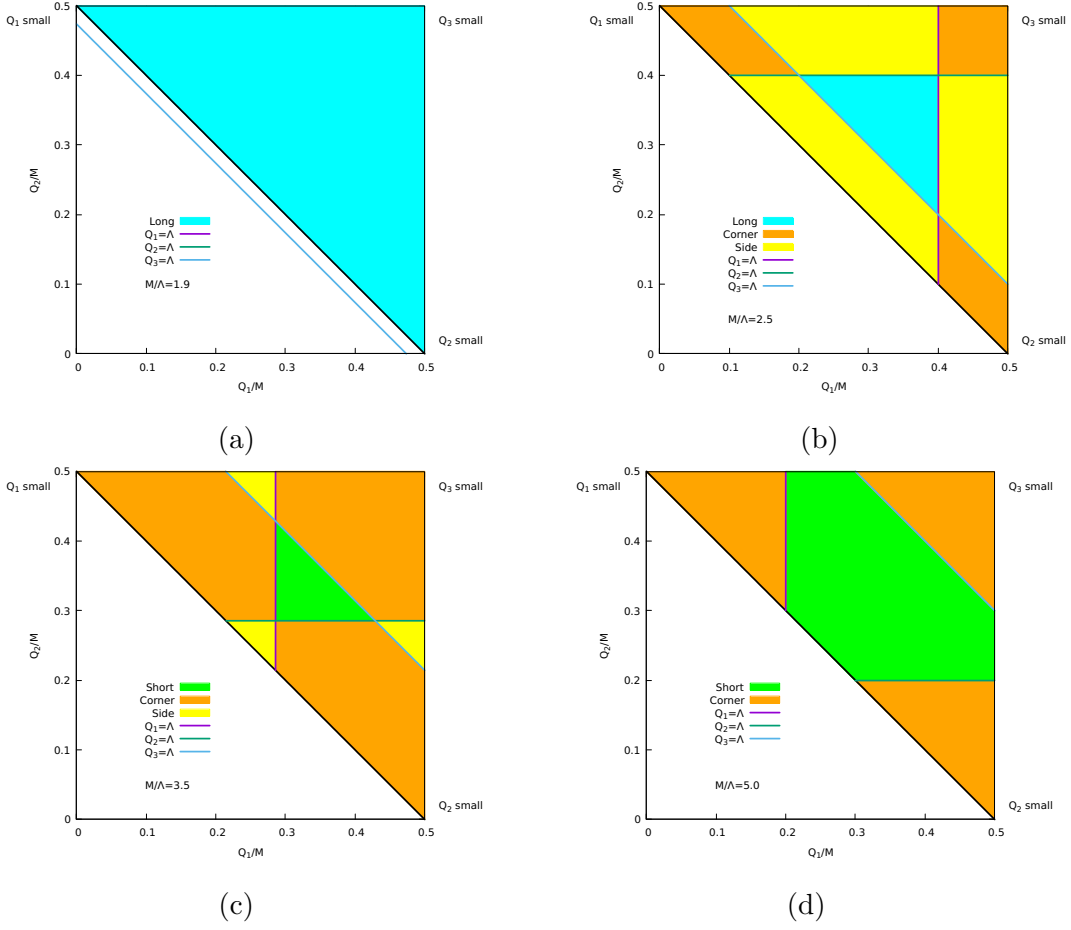 Q₁ small
Q₃ small
0.5
0.4
0.3
0.2
0.1
0
Q₂/M
Long
Q₁=Λ
Q₂=Λ
Q₃=Λ
M/Λ=1.9
Q₂ small
0 0.1 0.2 0.3 0.4 0.5
Q₁/M
(a)
Q₁ small
Q₃ small
0.5
0.4
0.3
0.2
0.1
0
Q₂/M
Long
Corner
Side
Q₁=Λ
Q₂=Λ
Q₃=Λ
M/Λ=2.5
Q₂ small
0 0.1 0.2 0.3 0.4 0.5
Q₁/M
(b)
Q₁ small
Q₃ small
0.5
0.4
0.3
0.2
0.1
0
Q₂/M
Short
Corner
Side
Q₁=Λ
Q₂=Λ
Q₃=Λ
M/Λ=3.5
Q₂ small
0 0.1 0.2 0.3 0.4 0.5
Q₁/M
(c)
Q₁ small
Q₃ small
0.5
0.4
0.3
0.2
0.1
0
Q₂/M
Short
Corner
Q₁=Λ
Q₂=Λ
Q₃=Λ
M/Λ=5.0
Q₂ small
0 0.1 0.2 0.3 0.4 0.5
Q₁/M
(d)